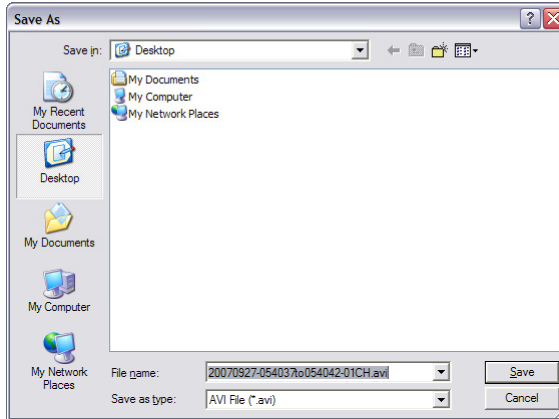 Save As
Save in:
Desktop
My Documents
My Computer
My Network Places
My Recent
Documents
Desktop
My Documents
My Computer
My Network
Places
File name:
20070927-054037to054042-01CH.avi
Save
Save as type:
AVI File (*.avi)
Cancel